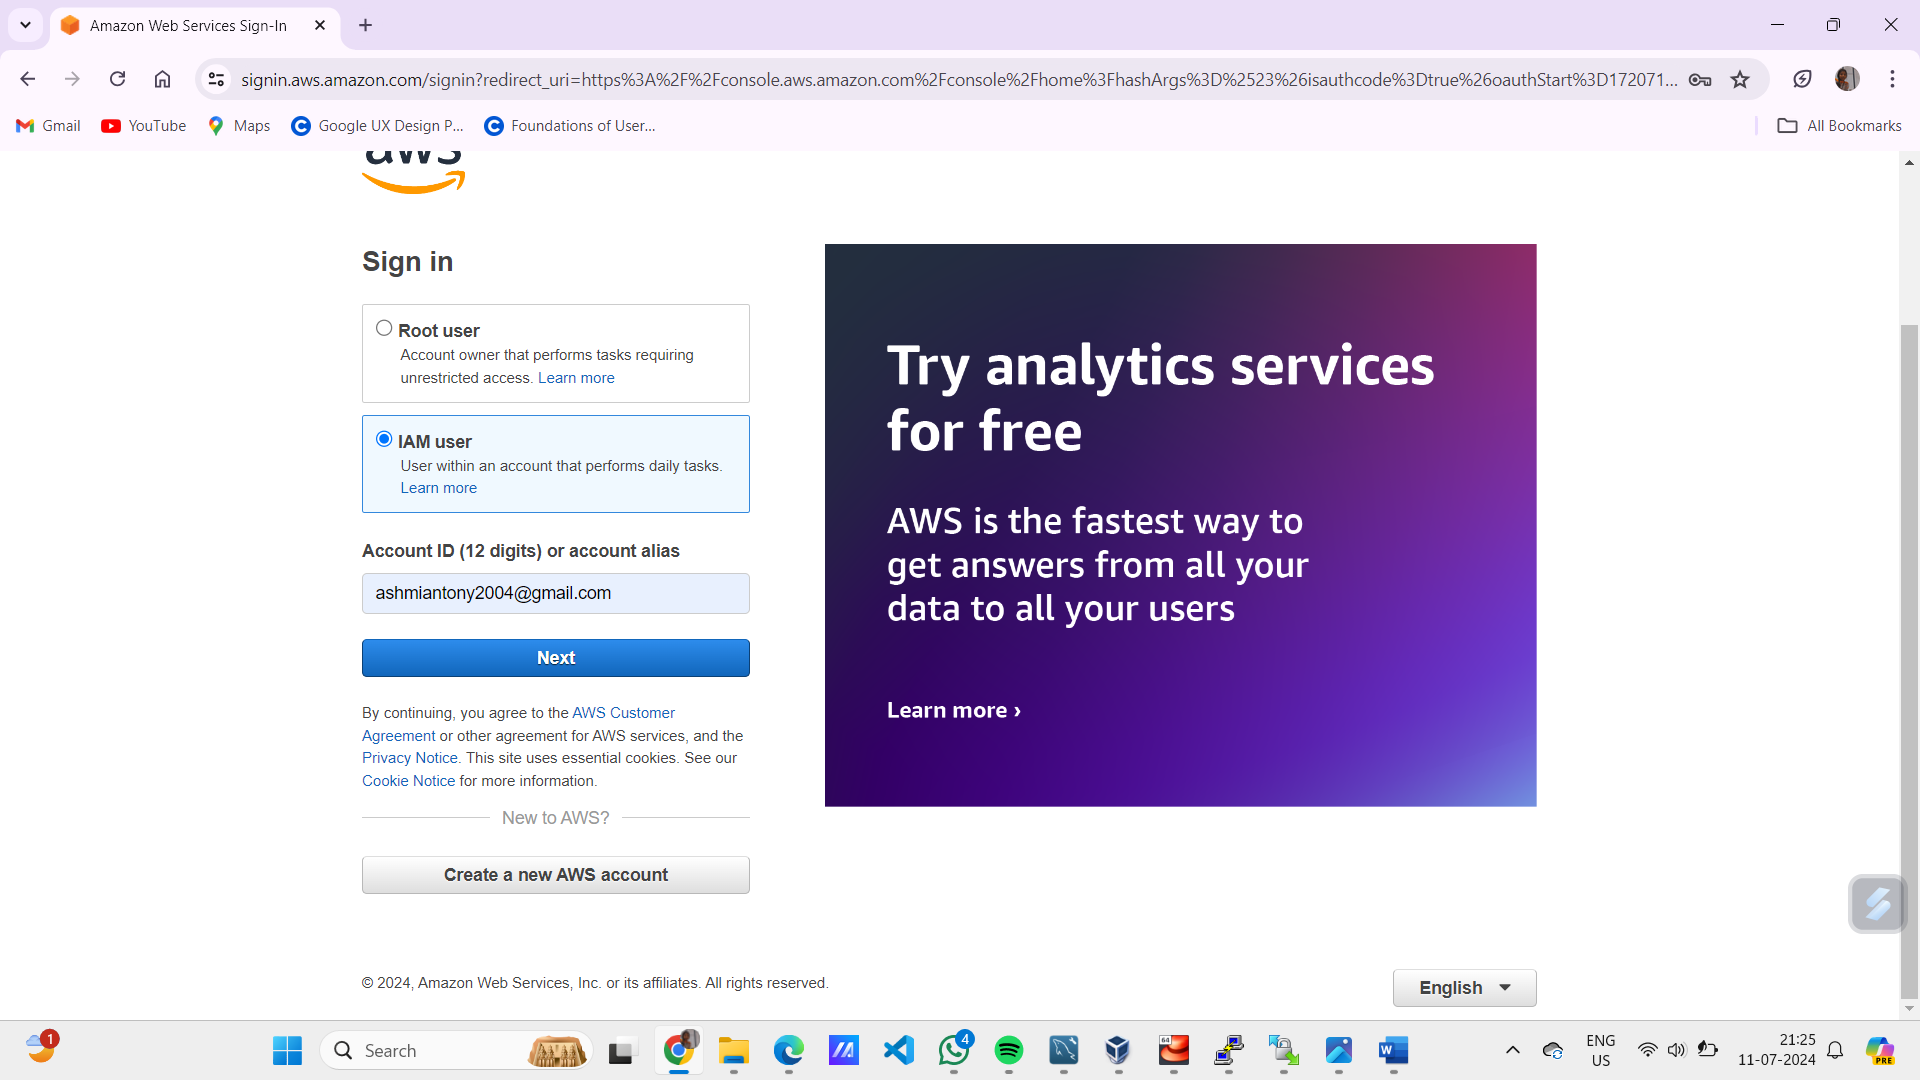 Amazon Web Services Sign-In
signin.aws.amazon.com/signin?redirect_uri=https%3A%2F%2Fconsole.aws.amazon.com%2Fconsole%2Fhome%3FhashArgs%3D%2523%26isauthcode%3Dtrue%26oauthStart%3D172071...
Gmail
YouTube
Maps
Google UX Design P...
Foundations of User...
All Bookmarks
aws
Sign in
Root user
Account owner that performs tasks requiring
unrestricted access. Learn more
IAM user
User within an account that performs daily tasks.
Learn more
Account ID (12 digits) or account alias
ashmiantony2004@gmail.com
Next
By continuing, you agree to the AWS Customer
Agreement or other agreement for AWS services, and the
Privacy Notice. This site uses essential cookies. See our
Cookie Notice for more information.
New to AWS?
Create a new AWS account
Try analytics services
for free
AWS is the fastest way to
get answers from all your
data to all your users
Learn more ›
© 2024, Amazon Web Services, Inc. or its affiliates. All rights reserved.
English
1
Search
4
64
W
ENG
US
21:25
11-07-2024
PRE